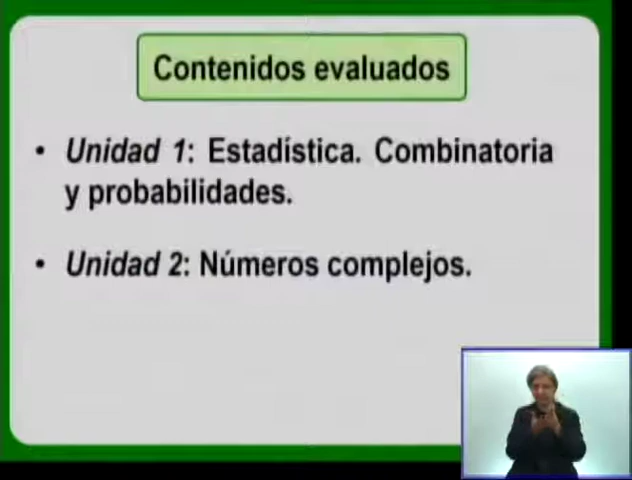 Contenidos evaluados
• Unidad 1: Estadística. Combinatoria
y probabilidades.
• Unidad 2: Números complejos.